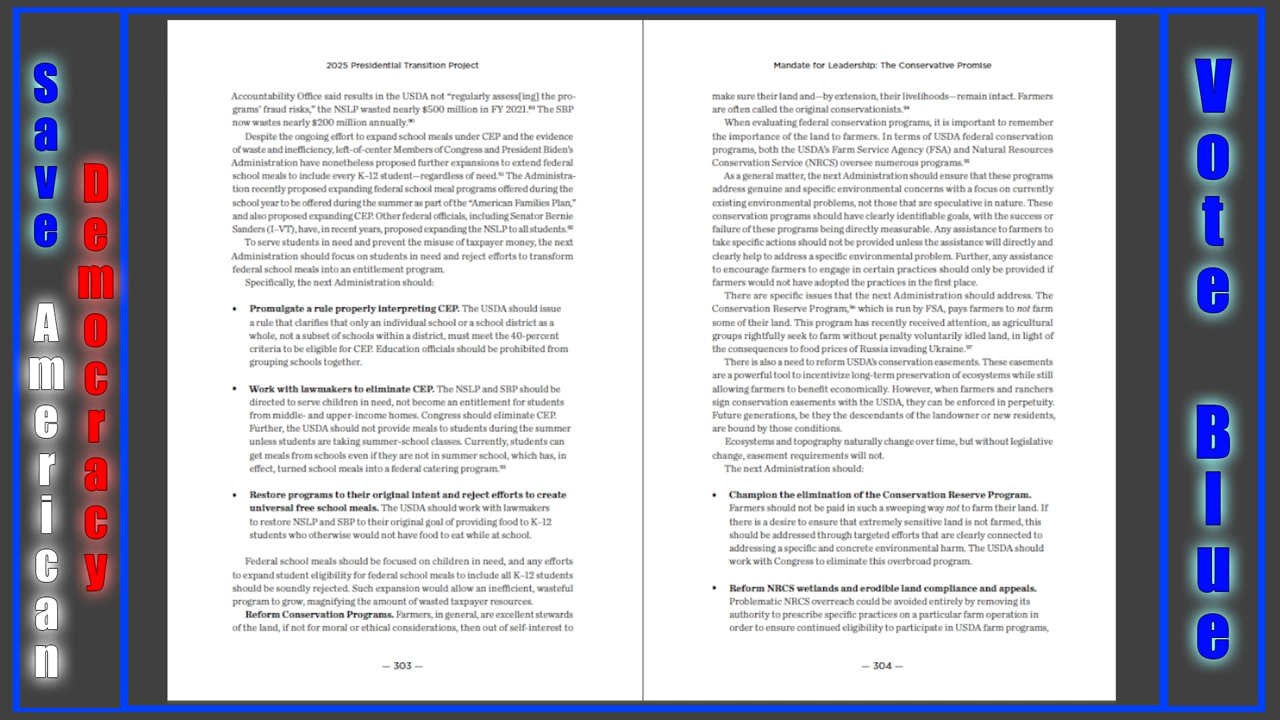 Save American
Democracy
2025 Presidential Transition Project
Accountability Office said results in the USDA not “regularly assess[ing] the pro-
grams’ fraud risks,” the NSLP wasted nearly $500 million in FY 2021.⁸⁹ The SBP
now wastes nearly $200 million annually.⁹⁰
Despite the ongoing effort to expand school meals under CEP and the evidence
of waste and inefficiency, left-of-center Members of Congress and President Biden’s
Administration have nonetheless proposed further expansions to extend federal
school meals to include every K–12 student—regardless of need.⁹¹ The Administra-
tion recently proposed expanding federal school meal programs offered during the
school year to be offered during the summer as part of the “American Families Plan,”
and also proposed expanding CEP. Other federal officials, including Senator Bernie
Sanders (I–VT), have, in recent years, proposed expanding the NSLP to all students.⁹²
To serve students in need and prevent the misuse of taxpayer money, the next
Administration should focus on students in need and reject efforts to transform
federal school meals into an entitlement program.
Specifically, the next Administration should:
• Promulgate a rule properly interpreting CEP. The USDA should issue
a rule that clarifies that only an individual school or a school district as a
whole, not a subset of schools within a district, must meet the 40-percent
criteria to be eligible for CEP. Education officials should be prohibited from
grouping schools together.
• Work with lawmakers to eliminate CEP. The NSLP and SBP should be
directed to serve children in need, not become an entitlement for students
from middle- and upper-income homes. Congress should eliminate CEP.
Further, the USDA should not provide meals to students during the summer
unless students are taking summer-school classes. Currently, students can
get meals from schools even if they are not in summer school, which has, in
effect, turned school meals into a federal catering program.⁹³
• Restore programs to their original intent and reject efforts to create
universal free school meals. The USDA should work with lawmakers
to restore NSLP and SBP to their original goal of providing food to K–12
students who otherwise would not have food to eat while at school.
Federal school meals should be focused on children in need, and any efforts
to expand student eligibility for federal school meals to include all K–12 students
should be soundly rejected. Such expansion would allow an inefficient, wasteful
program to grow, magnifying the amount of wasted taxpayer resources.
Reform Conservation Programs. Farmers, in general, are excellent stewards
of the land, if not for moral or ethical considerations, then out of self-interest to
— 303 —
Mandate for Leadership: The Conservative Promise
make sure their land and—by extension, their livelihoods—remain intact. Farmers
are often called the original conservationists.⁹⁴
When evaluating federal conservation programs, it is important to remember
the importance of the land to farmers. In terms of USDA federal conservation
programs, both the USDA’s Farm Service Agency (FSA) and Natural Resources
Conservation Service (NRCS) oversee numerous programs.⁹⁵
As a general matter, the next Administration should ensure that these programs
address genuine and specific environmental concerns with a focus on currently
existing environmental problems, not those that are speculative in nature. These
conservation programs should have clearly identifiable goals, with the success or
failure of these programs being directly measurable. Any assistance to farmers to
take specific actions should not be provided unless the assistance will directly and
clearly help to address a specific environmental problem. Further, any assistance
to encourage farmers to engage in certain practices should only be provided if
farmers would not have adopted the practices in the first place.
There are specific issues that the next Administration should address. The
Conservation Reserve Program,⁹⁶ which is run by FSA, pays farmers to not farm
some of their land. This program has recently received attention, as agricultural
groups rightfully seek to farm without penalty voluntarily idled land, in light of
the consequences to food prices of Russia invading Ukraine.⁹⁷
There is also a need to reform USDA’s conservation easements. These easements
are a powerful tool to incentivize long-term preservation of ecosystems while still
allowing farmers to benefit economically. However, when farmers and ranchers
sign conservation easements with the USDA, they can be enforced in perpetuity.
Future generations, be they the descendants of the landowner or new residents,
are bound by those conditions.
Ecosystems and topography naturally change over time, but without legislative
change, easement requirements will not.
The next Administration should:
• Champion the elimination of the Conservation Reserve Program.
Farmers should not be paid in such a sweeping way not to farm their land. If
there is a desire to ensure that extremely sensitive land is not farmed, this
should be addressed through targeted efforts that are clearly connected to
addressing a specific and concrete environmental harm. The USDA should
work with Congress to eliminate this overbroad program.
• Reform NRCS wetlands and erodible land compliance and appeals.
Problematic NRCS overreach could be avoided entirely by removing its
authority to prescribe specific practices on a particular farm operation in
order to ensure continued eligibility to participate in USDA farm programs,
— 304 —
Vote Blue